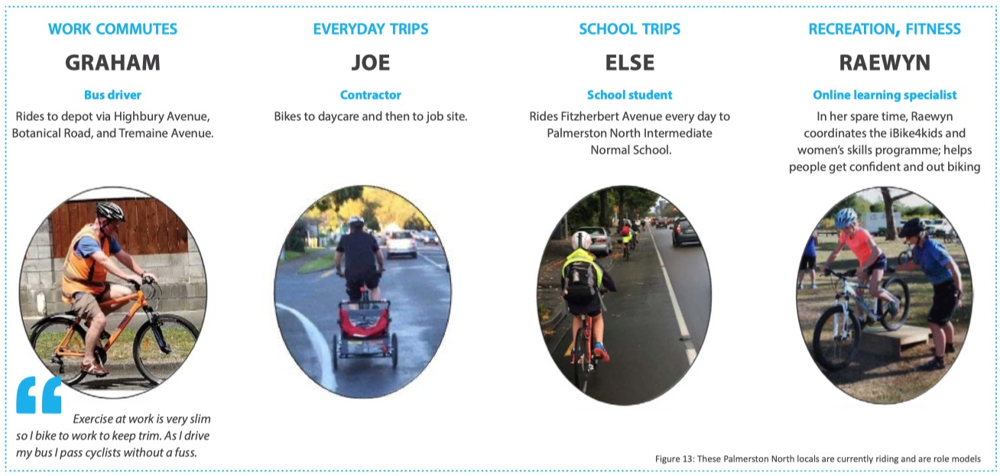 WORK COMMUTES
GRAHAM
Bus driver
Rides to depot via Highbury Avenue,
Botanical Road, and Tremaine Avenue.
“
Exercise at work is very slim
so I bike to work to keep trim. As I drive
my bus I pass cyclists without a fuss.
EVERYDAY TRIPS
JOE
Contractor
Bikes to daycare and then to job site.
SCHOOL TRIPS
ELSE
School student
Rides Fitzherbert Avenue every day to
Palmerston North Intermediate
Normal School.
RECREATION, FITNESS
RAEWYN
Online learning specialist
In her spare time, Raewyn
coordinates the iBike4kids and
women’s skills programme; helps
people get confident and out biking
Figure 13: These Palmerston North locals are currently riding and are role models